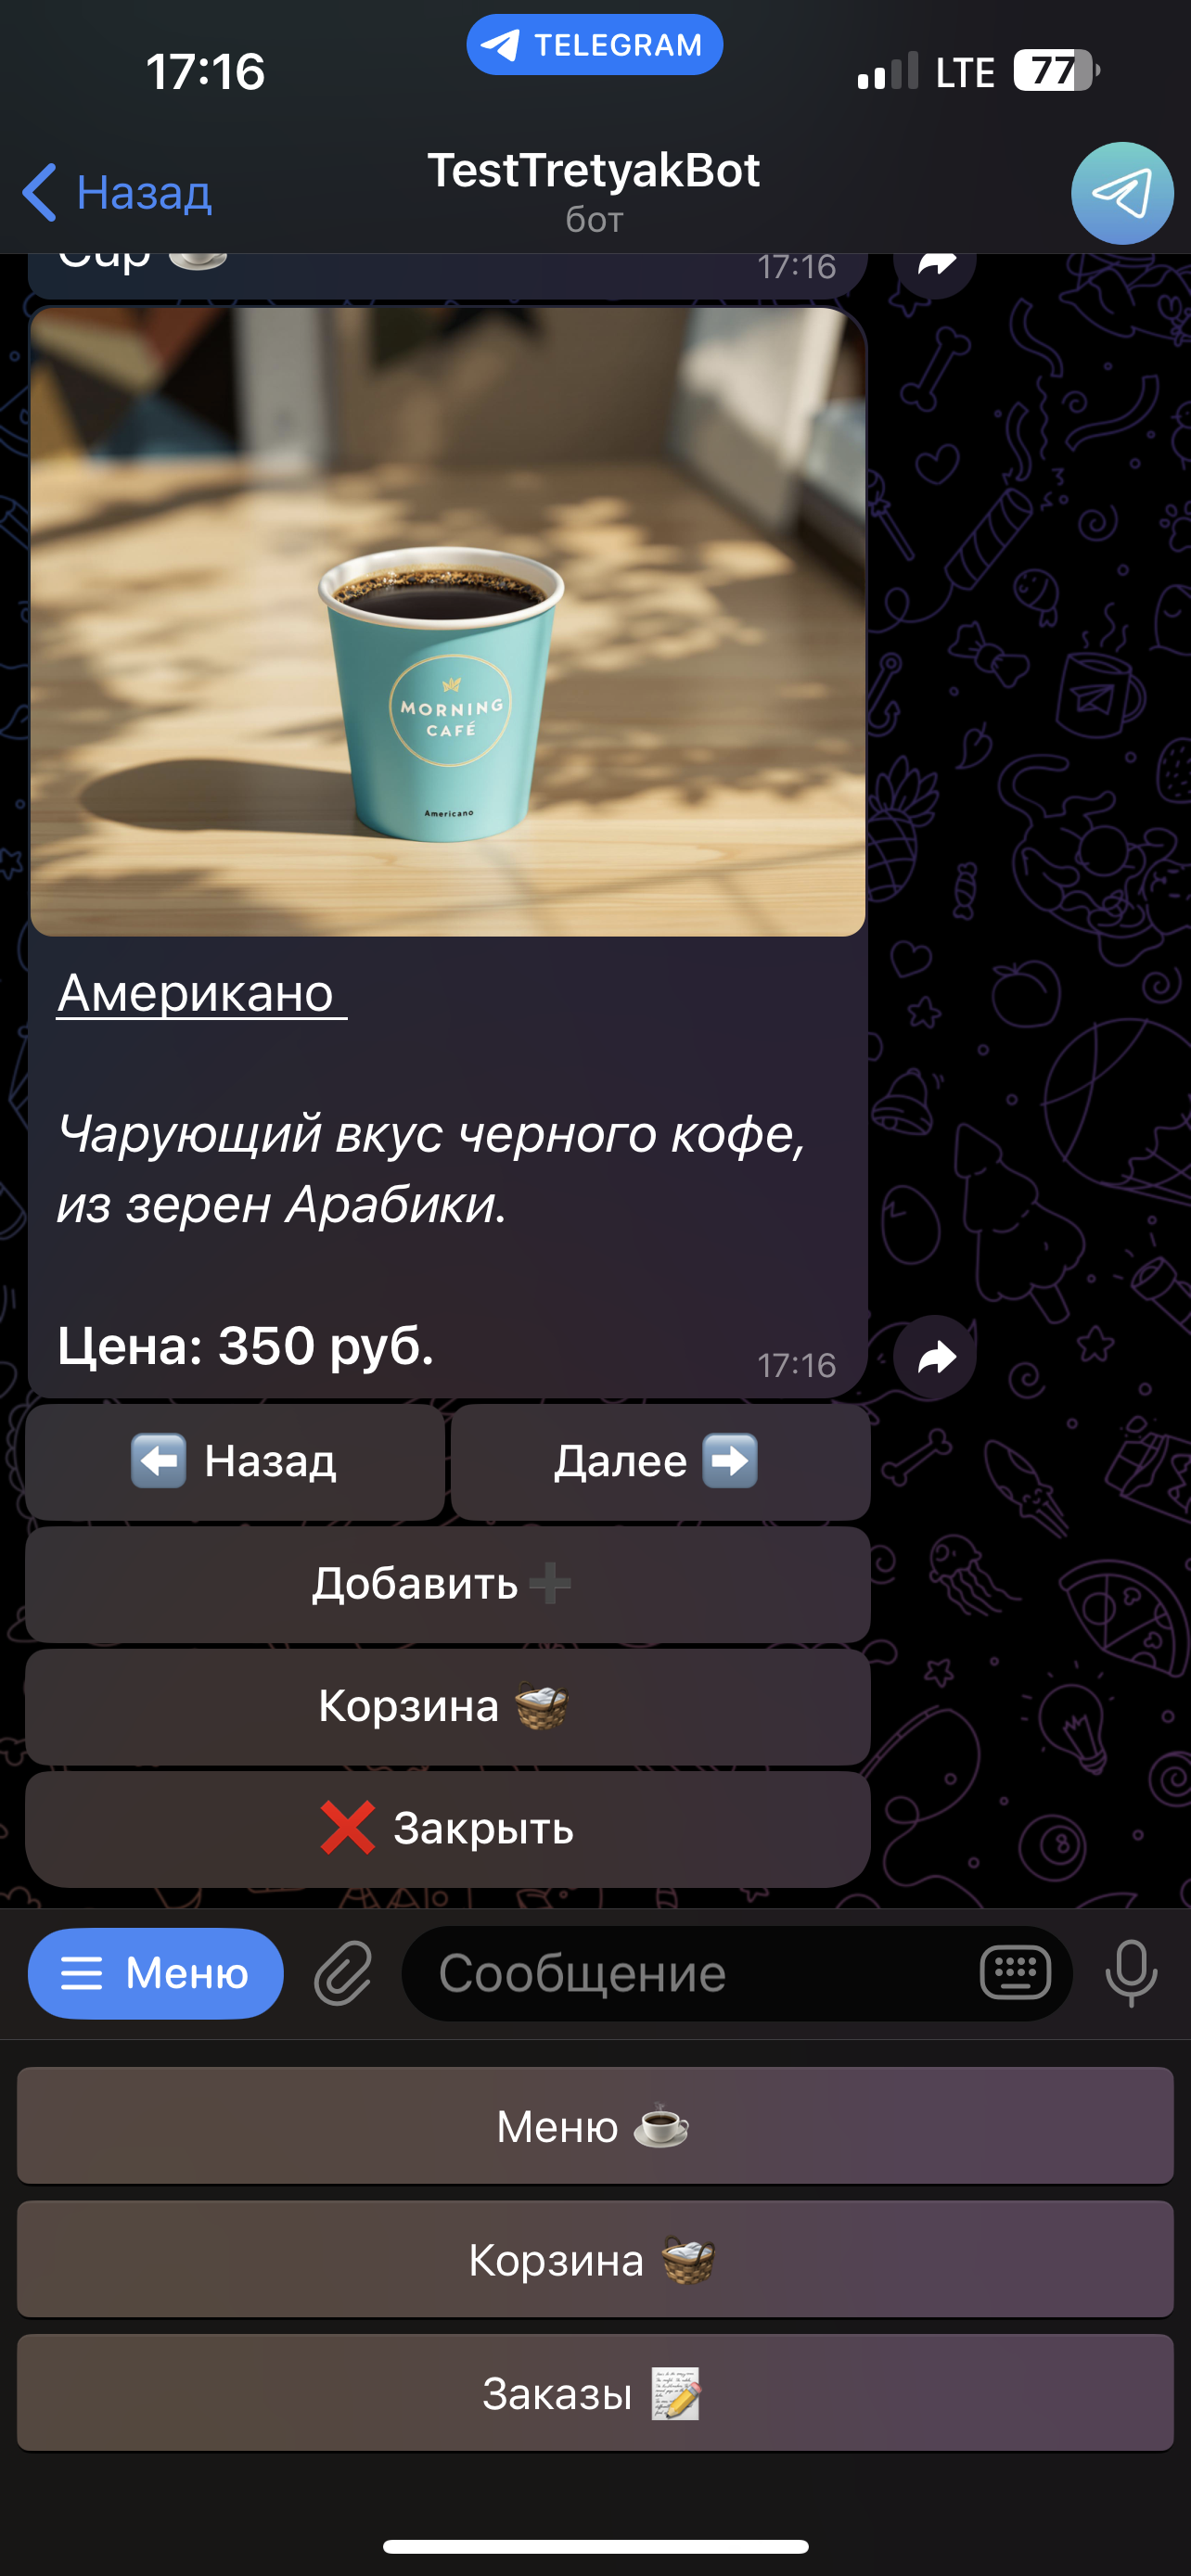 17:16
TELEGRAM
LTE
77
Назад
TestTretyakBot
бот
Cup ☕
17:16
MORNING
CAFÉ
Americano
Американо
Чарующий вкус черного кофе,
из зерен Арабики.
Цена: 350 руб.
17:16
⬅️ Назад
Далее ➡️
Добавить ➕
Корзина 🧺
❌ Закрыть
Меню
Сообщение
Меню ☕
Корзина 🧺
Заказы 📝